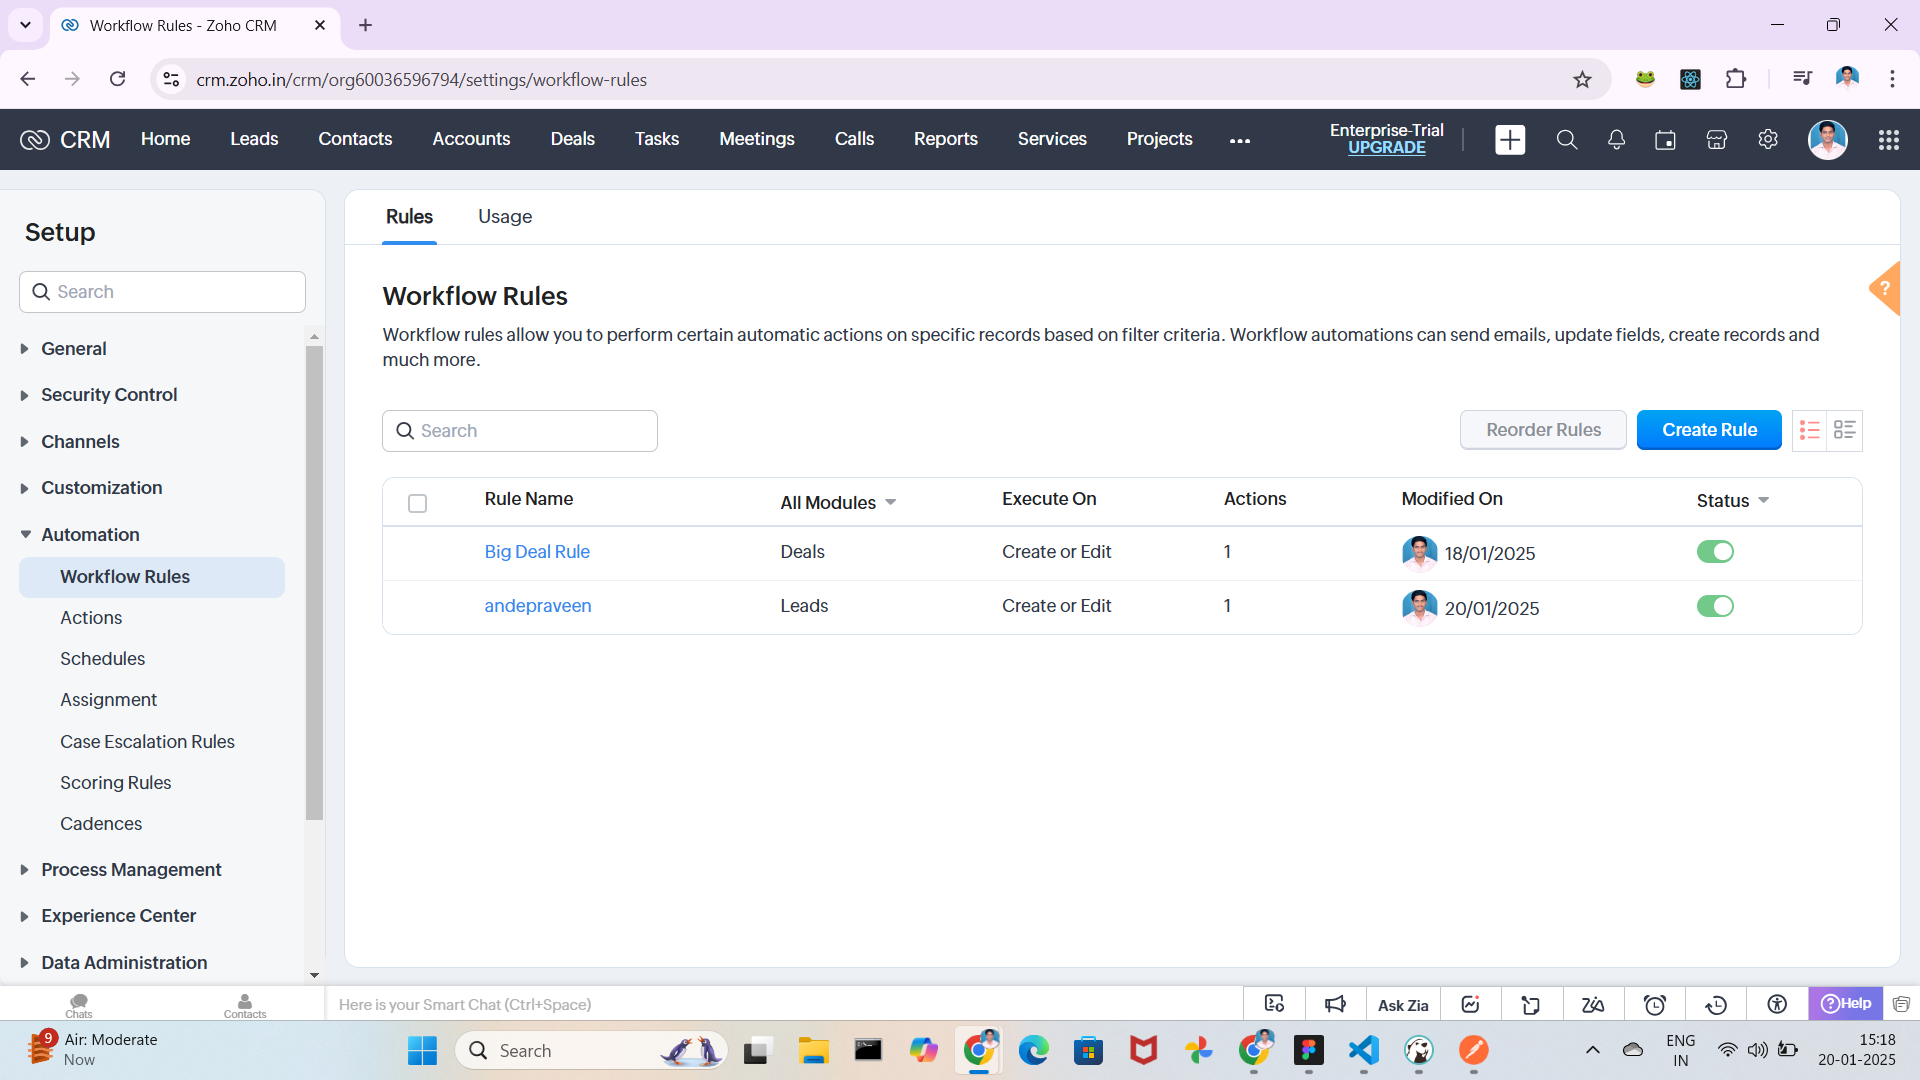 Workflow Rules - Zoho CRM
crm.zoho.in/crm/org60036596794/settings/workflow-rules
CRM Home Leads Contacts Accounts Deals Tasks Meetings Calls Reports Services Projects ... Enterprise-Trial
UPGRADE
Setup
Search
General
Security Control
Channels
Customization
Automation
Workflow Rules
Actions
Schedules
Assignment
Case Escalation Rules
Scoring Rules
Cadences
Process Management
Experience Center
Data Administration
Rules Usage
Workflow Rules
Workflow rules allow you to perform certain automatic actions on specific records based on filter criteria. Workflow automations can send emails, update fields, create records and
much more.
Search Reorder Rules Create Rule
Rule Name All Modules Execute On Actions Modified On Status
Big Deal Rule Deals Create or Edit 1 18/01/2025
andepraveen Leads Create or Edit 1 20/01/2025
?
Chats Contacts Here is your Smart Chat (Ctrl+Space) Ask Zia Help
9 Air: Moderate
Now
Search
ENG
IN
15:18
20-01-2025